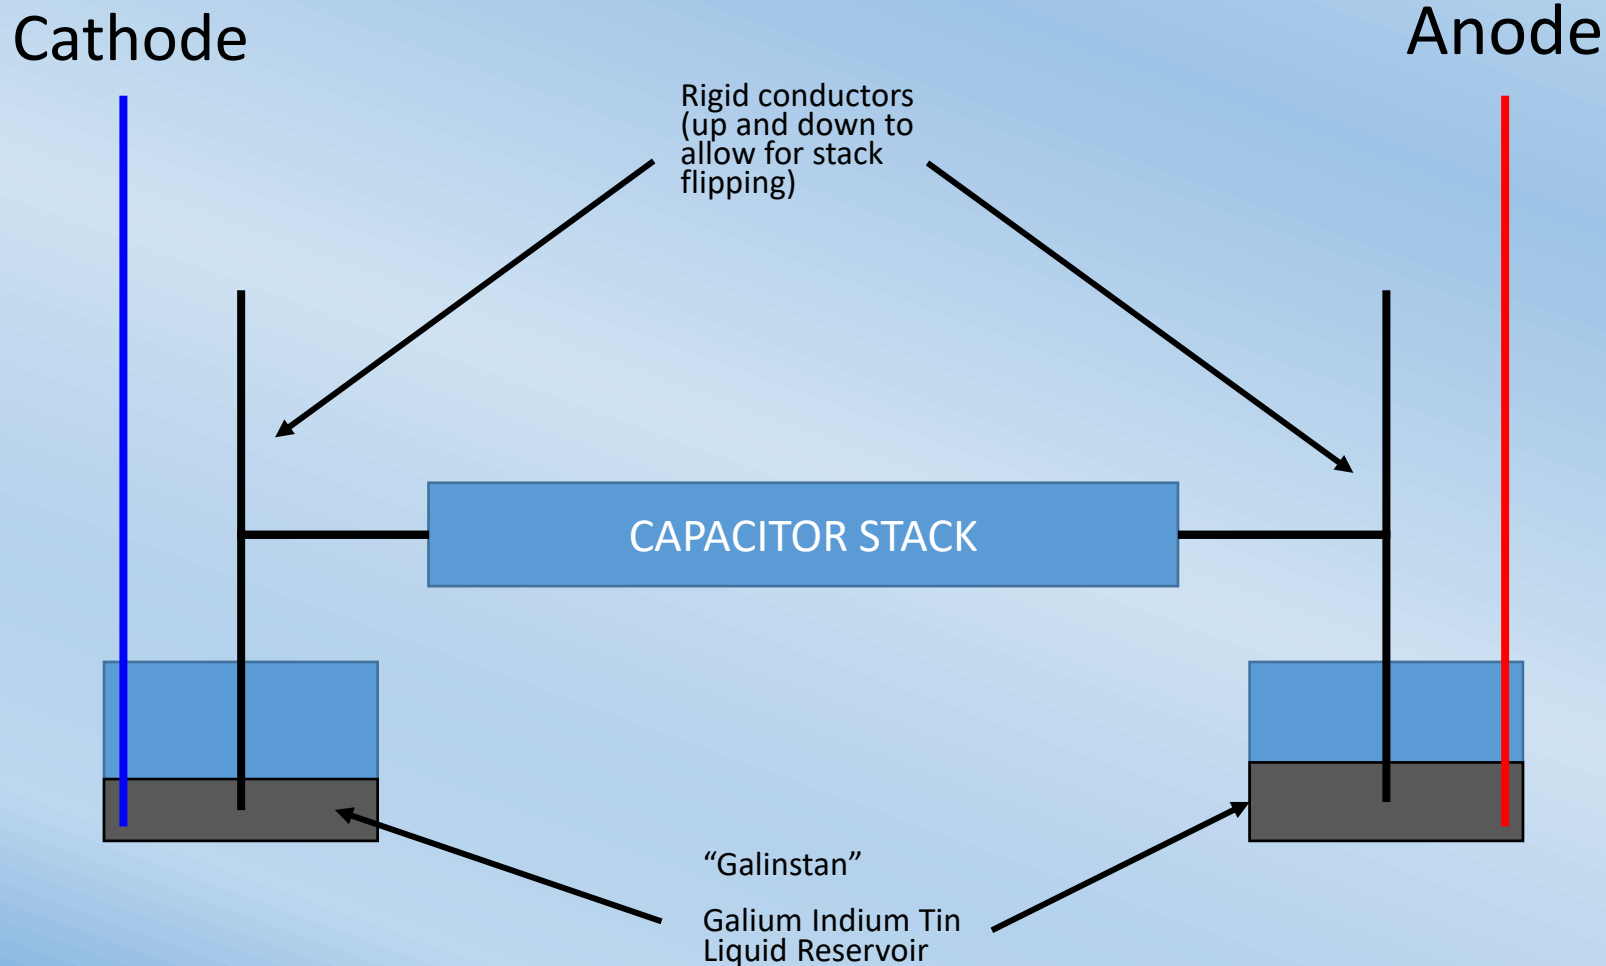 Cathode
Anode
Rigid conductors
(up and down to
allow for stack
flipping)
CAPACITOR STACK
“Galinstan”
Galium Indium Tin
Liquid Reservoir